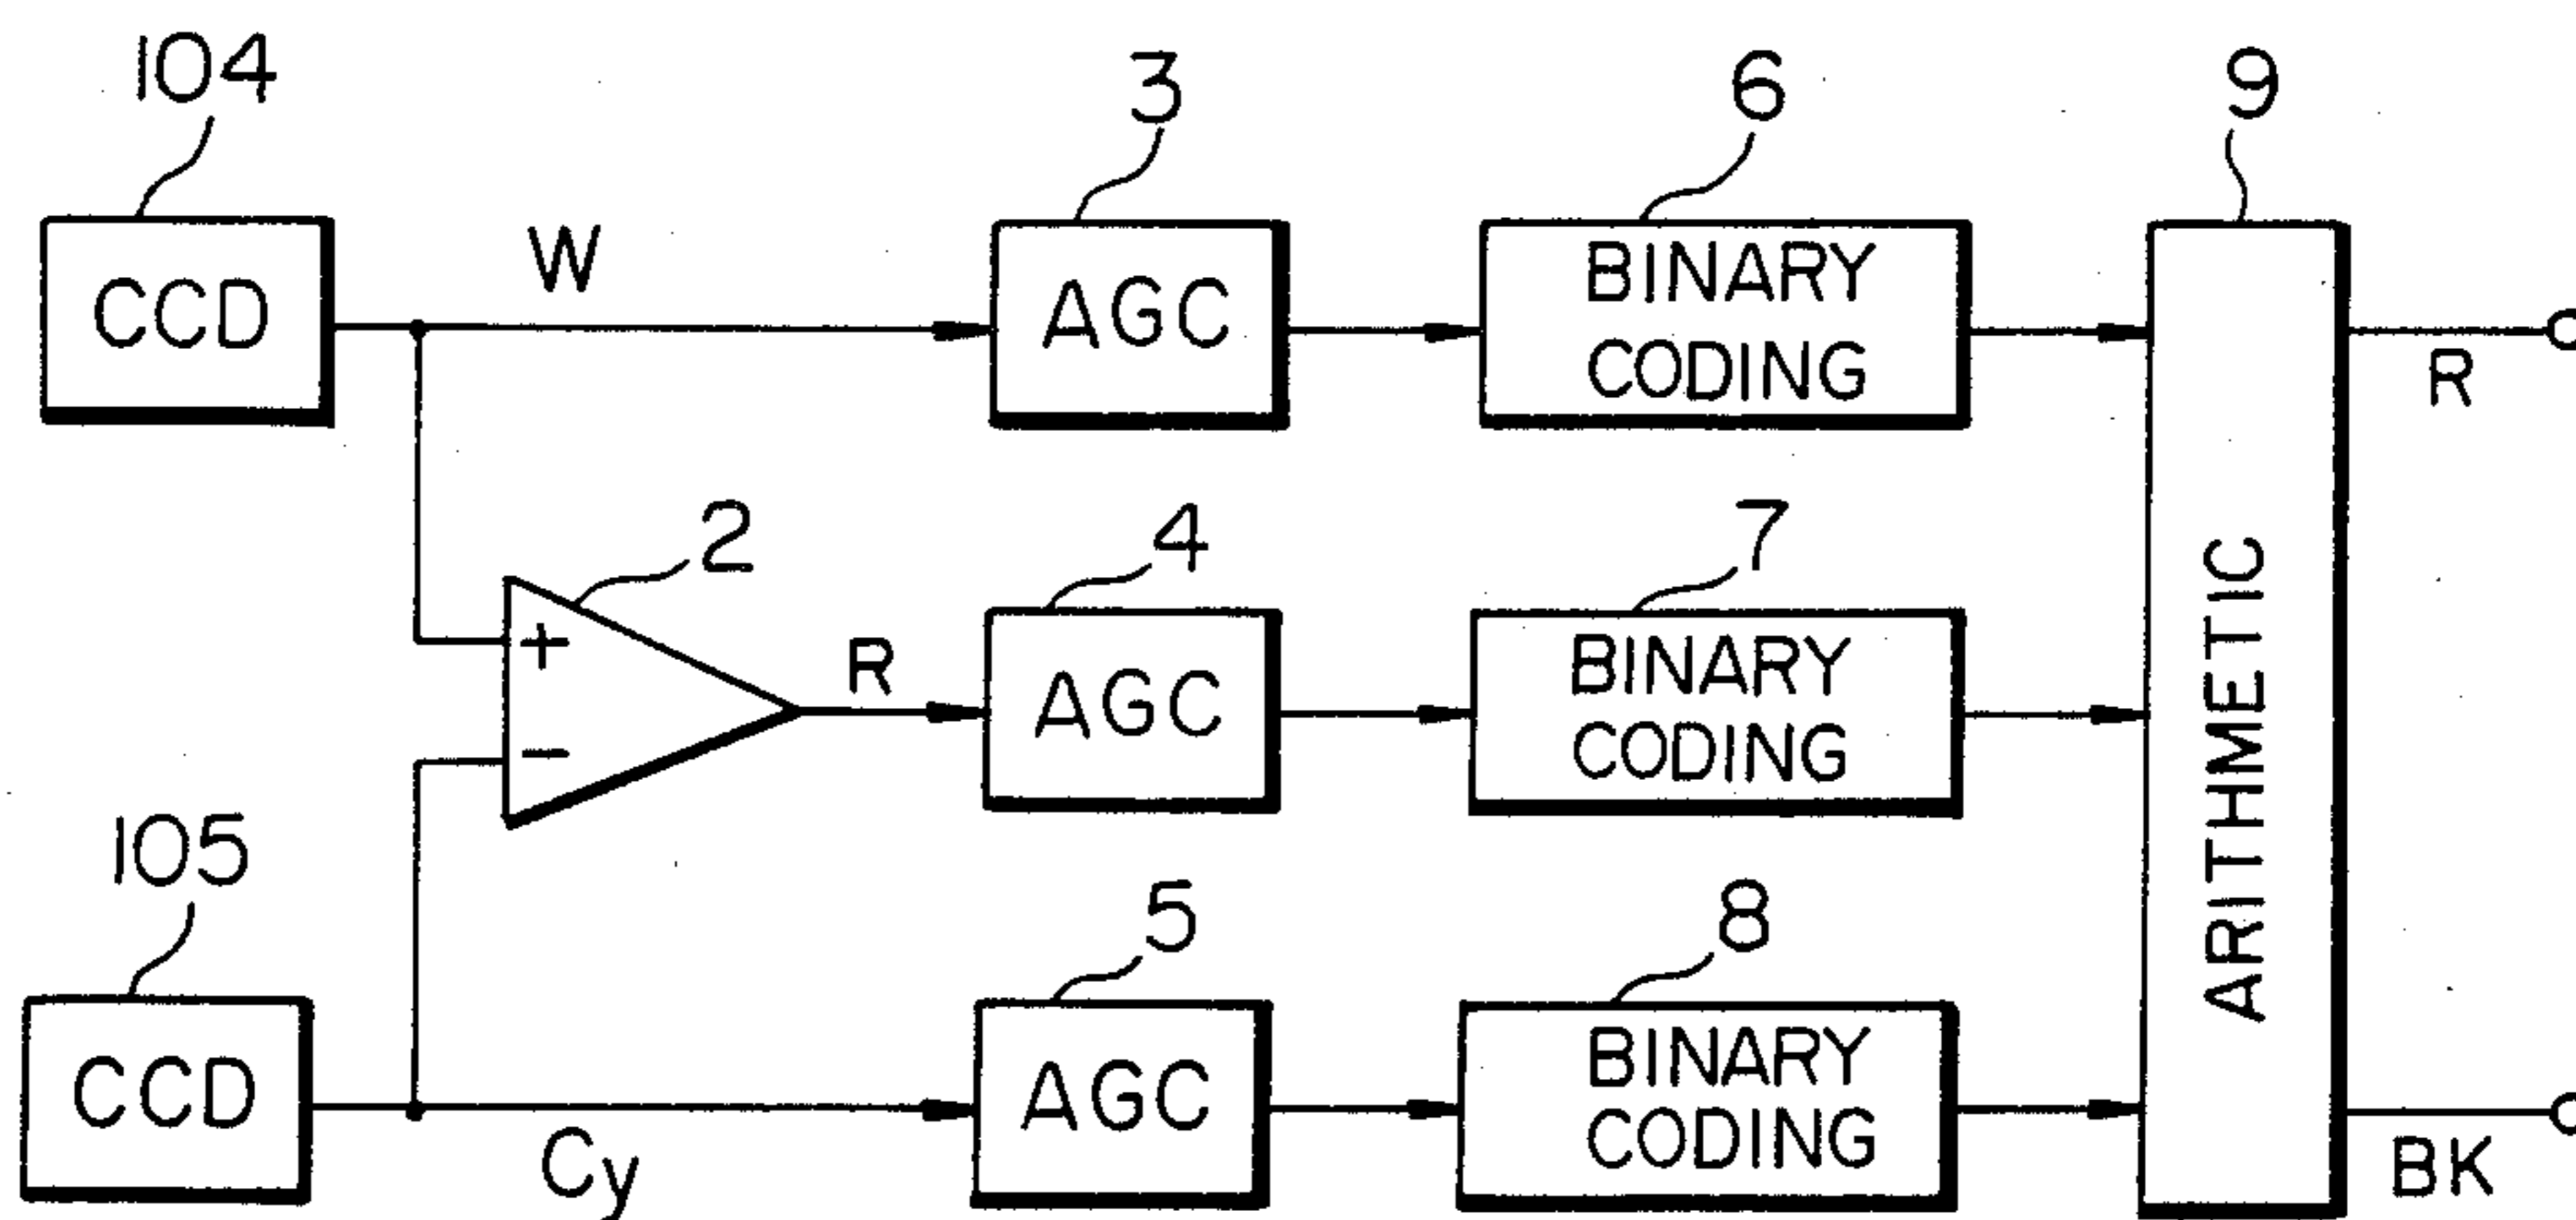 104
3
6
9
CCD
W
AGC
BINARY
CODING
R
2
4
7
+
−
R
AGC
BINARY
CODING
ARITHMETIC
105
5
8
CCD
Cy
AGC
BINARY
CODING
BK